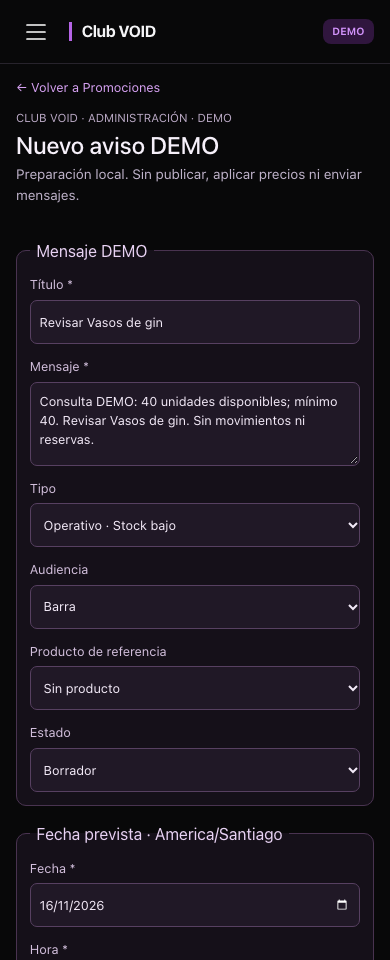 Club VOID
DEMO
← Volver a Promociones
CLUB VOID · ADMINISTRACIÓN · DEMO
Nuevo aviso DEMO
Preparación local. Sin publicar, aplicar precios ni enviar
mensajes.
Mensaje DEMO
Título *
Revisar Vasos de gin
Mensaje *
Consulta DEMO: 40 unidades disponibles; mínimo
40. Revisar Vasos de gin. Sin movimientos ni
reservas.
Tipo
Operativo · Stock bajo
Audiencia
Barra
Producto de referencia
Sin producto
Estado
Borrador
Fecha prevista · America/Santiago
Fecha *
16/11/2026
Hora *